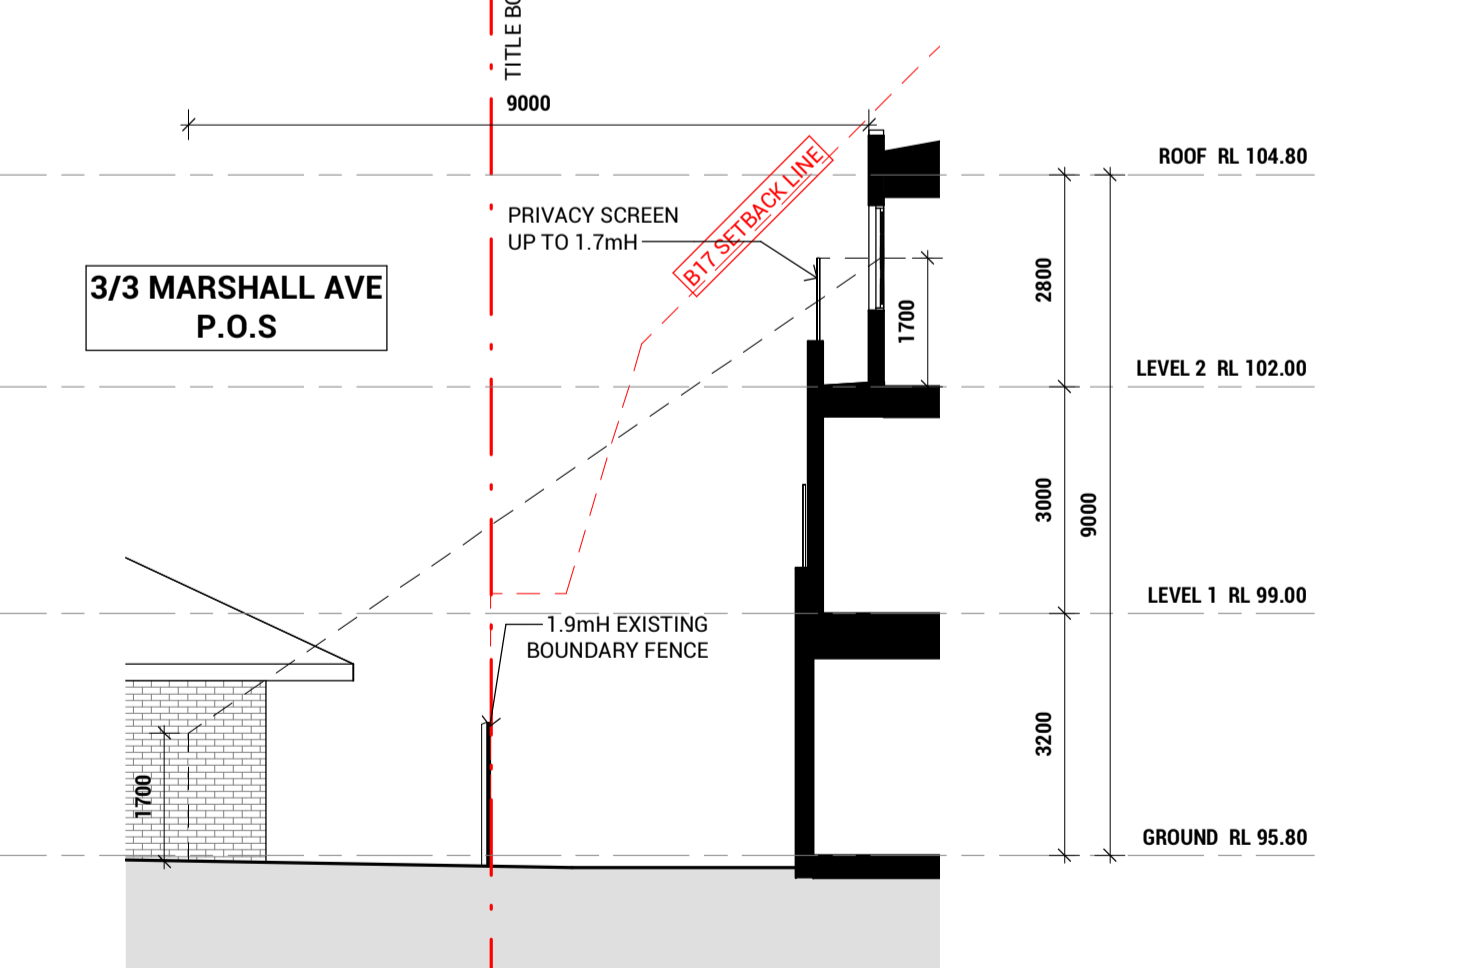 TITLE BO
9000
ROOF RL 104.80
B17 SETBACK LINE
PRIVACY SCREEN
UP TO 1.7mH
3/3 MARSHALL AVE
P.O.S
2800
1700
LEVEL 2 RL 102.00
3000
9000
LEVEL 1 RL 99.00
1.9mH EXISTING
BOUNDARY FENCE
3200
1700
GROUND RL 95.80